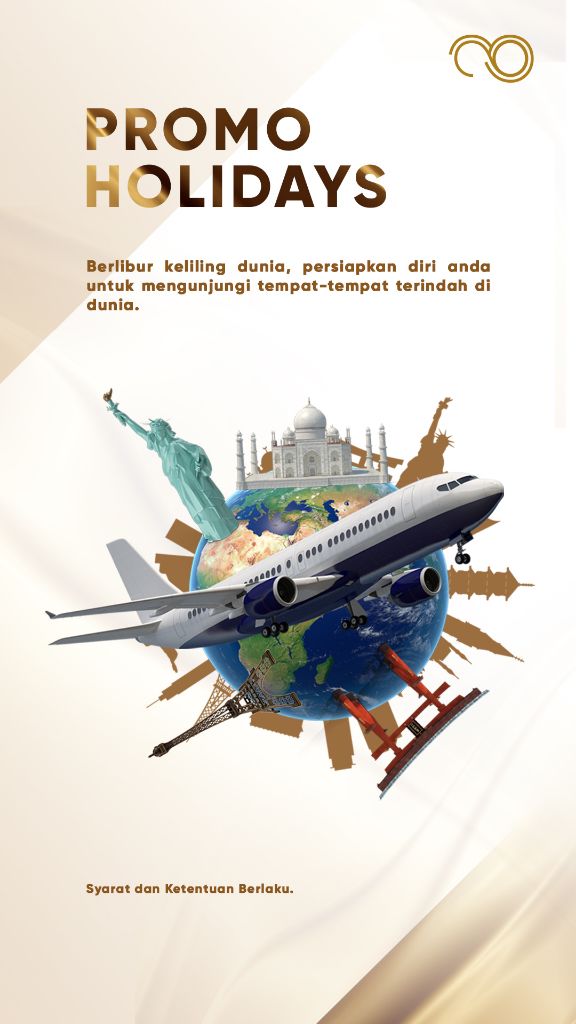 PROMO
HOLIDAYS
Berlibur keliling dunia, persiapkan diri anda
untuk mengunjungi tempat-tempat terindah di
dunia.
Syarat dan Ketentuan Berlaku.